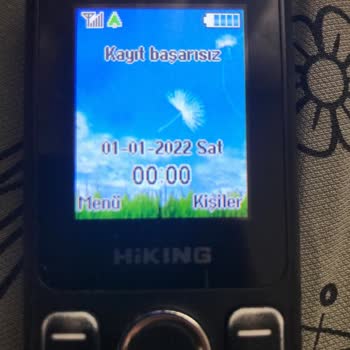 Kayıt başarısız
01-01-2022 Sat
00:00
Menü Kişiler
HiKING